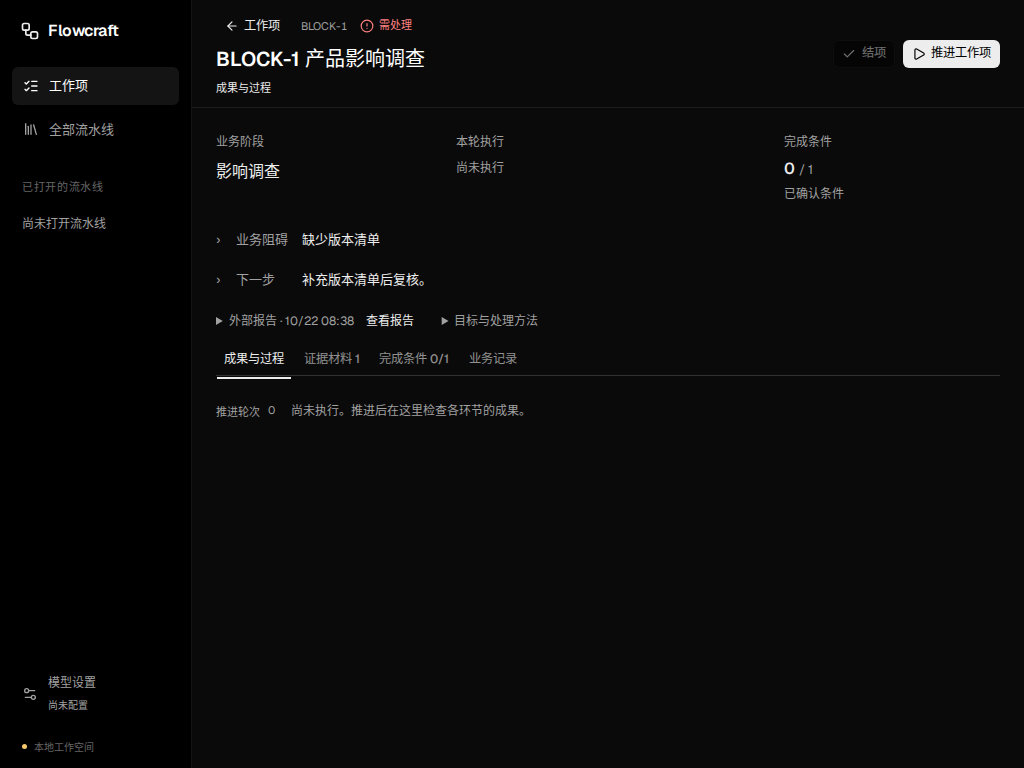 Flowcraft
工作项
全部流水线
已打开的流水线
尚未打开流水线
模型设置
尚未配置
本地工作空间
工作项 BLOCK-1 需处理
BLOCK-1 产品影响调查
成果与过程
结项 推进工作项
业务阶段
影响调查
本轮执行
尚未执行
完成条件
0 / 1
已确认条件
业务阻碍 缺少版本清单
下一步 补充版本清单后复核。
外部报告 · 10/22 08:38 查看报告 目标与处理方法
成果与过程 证据材料 1 完成条件 0/1 业务记录
推进轮次 0 尚未执行。推进后在这里检查各环节的成果。